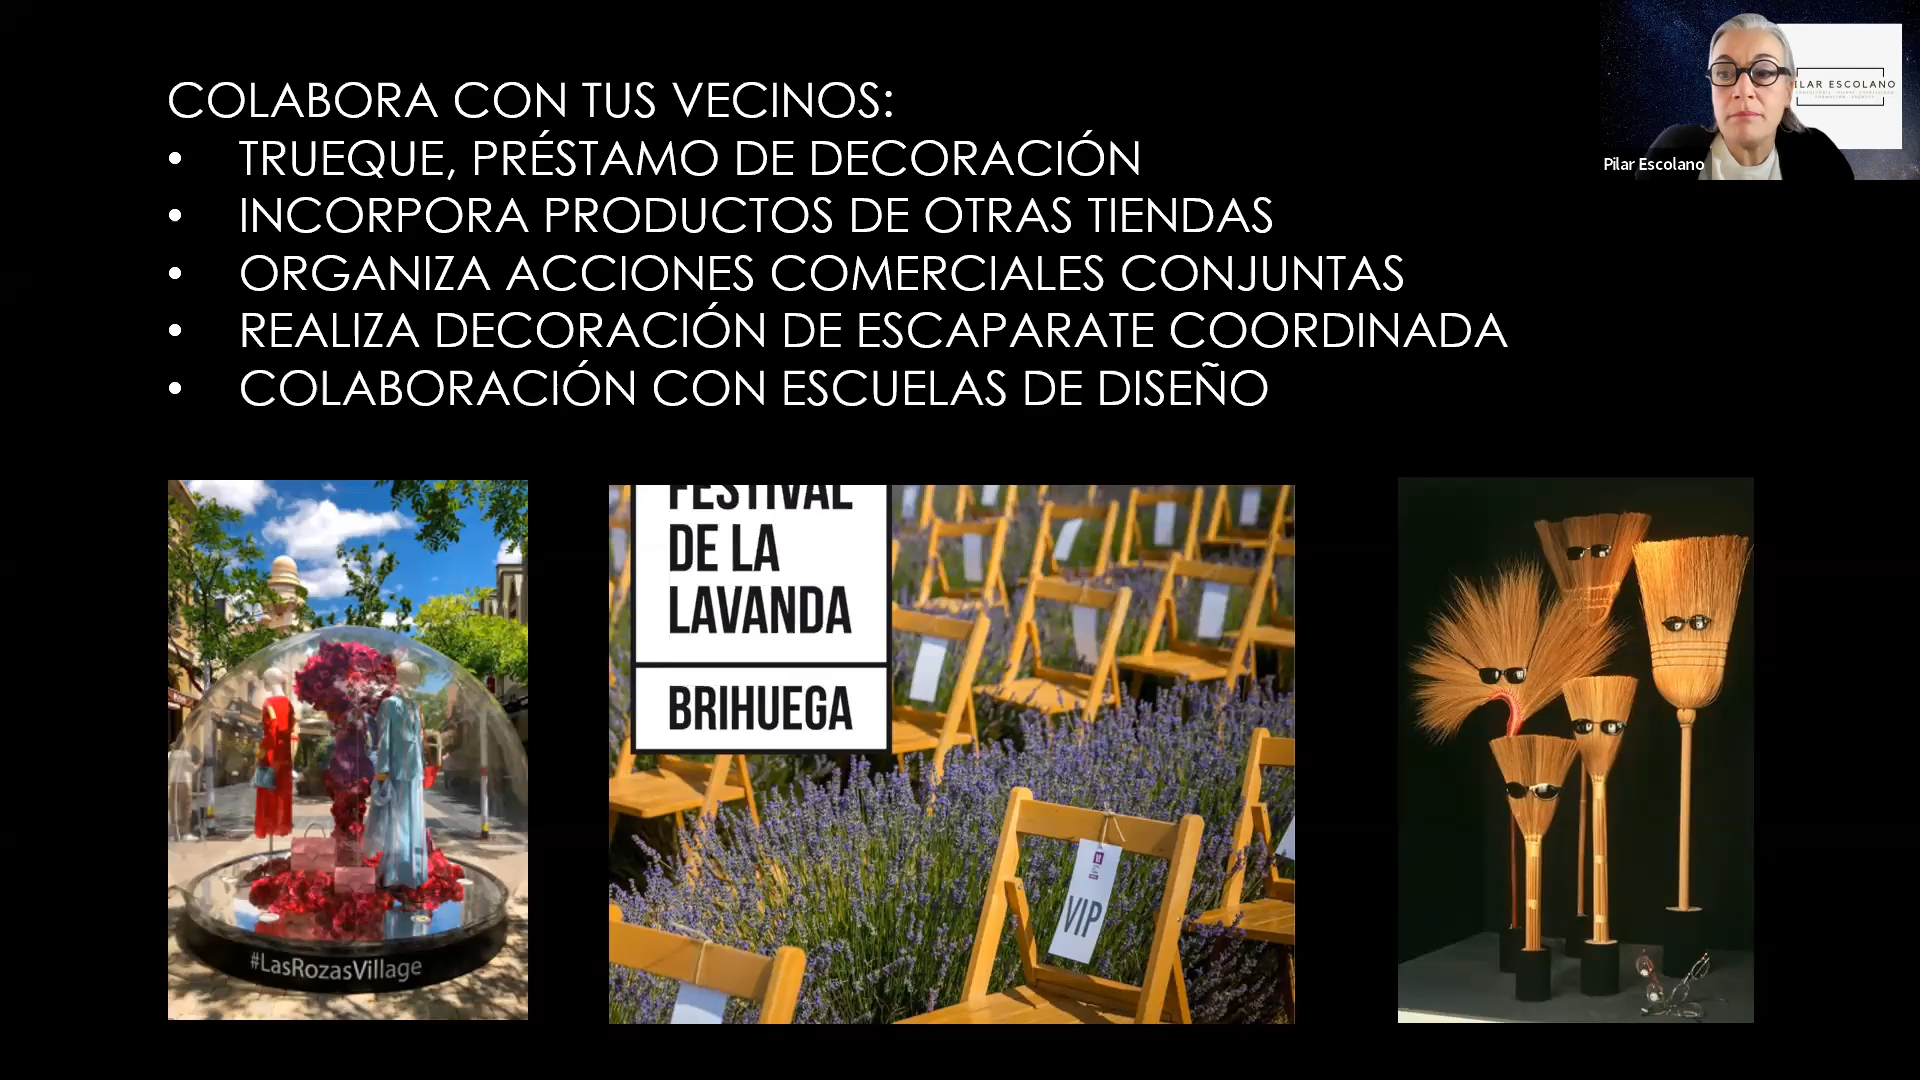 COLABORA CON TUS VECINOS:
• TRUEQUE, PRÉSTAMO DE DECORACIÓN
• INCORPORA PRODUCTOS DE OTRAS TIENDAS
• ORGANIZA ACCIONES COMERCIALES CONJUNTAS
• REALIZA DECORACIÓN DE ESCAPARATE COORDINADA
• COLABORACIÓN CON ESCUELAS DE DISEÑO
ILAR ESCOLANO
Pilar Escolano
#LasRozasVillage
FESTIVAL
DE LA
LAVANDA
BRIHUEGA
VIP